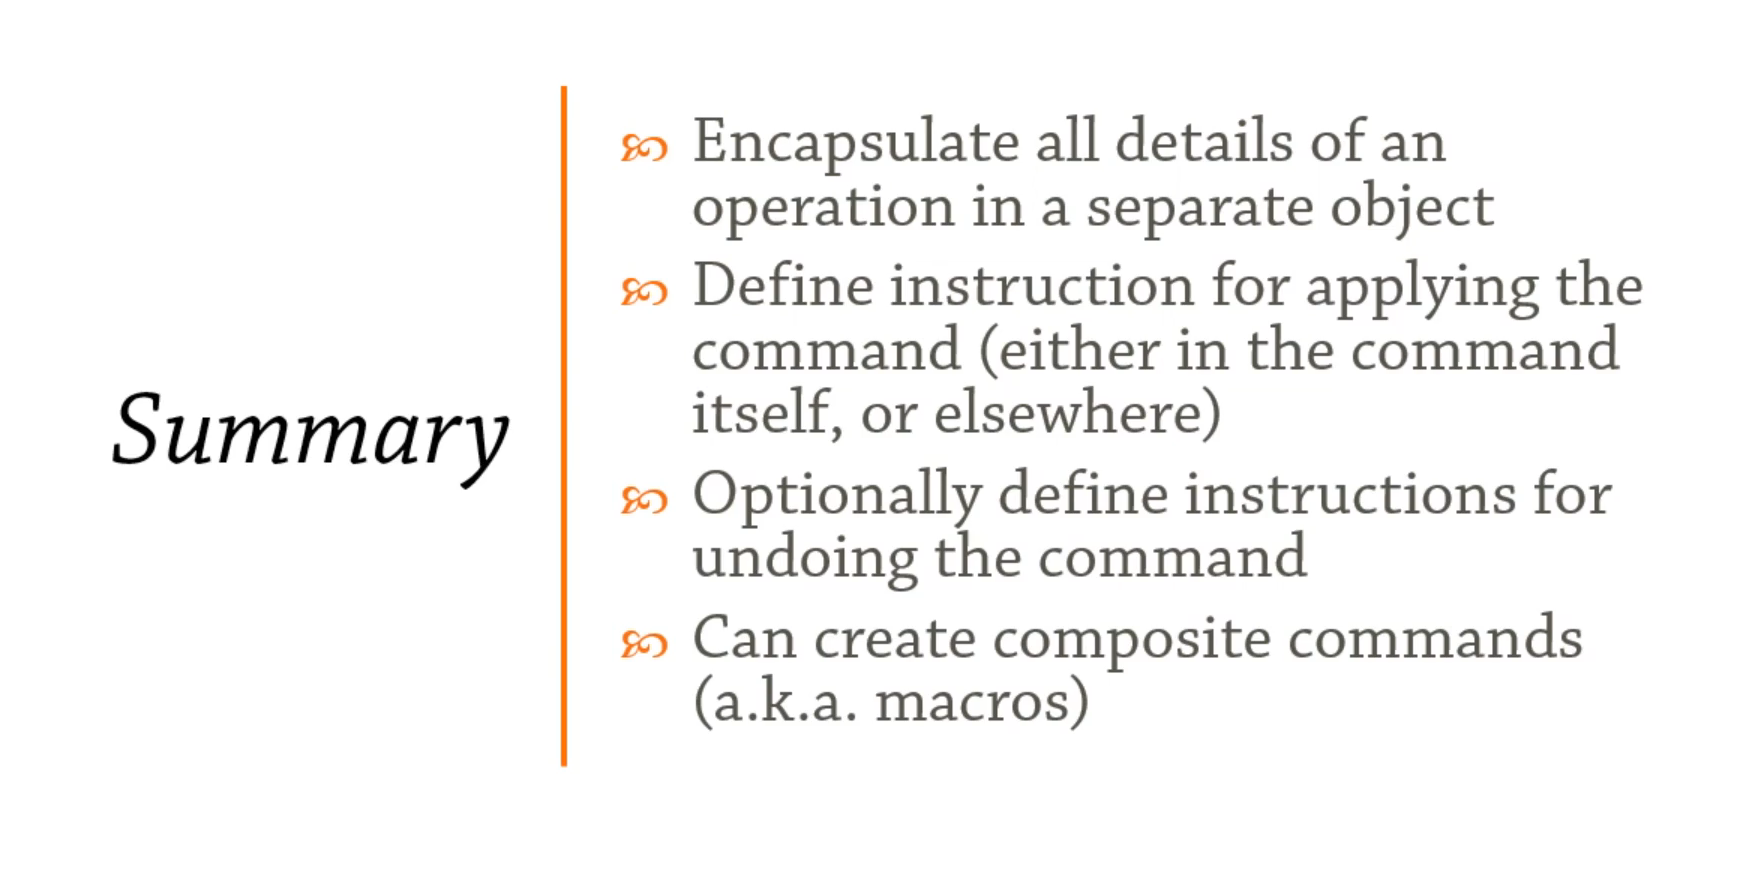 Summary
Encapsulate all details of an
operation in a separate object
Define instruction for applying the
command (either in the command
itself, or elsewhere)
Optionally define instructions for
undoing the command
Can create composite commands
(a.k.a. macros)